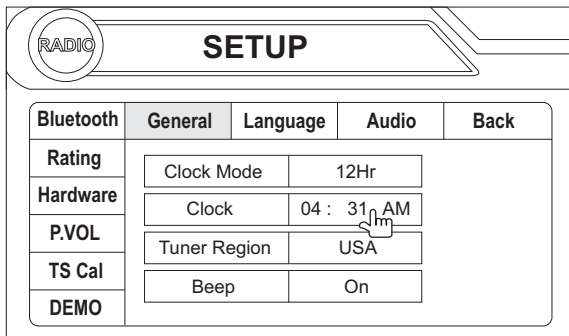 RADIO
SETUP
Bluetooth General Language Audio Back
Rating
Hardware
P.VOL
TS Cal
DEMO
Clock Mode 12Hr
Clock 04 : 31 AM
Tuner Region USA
Beep On